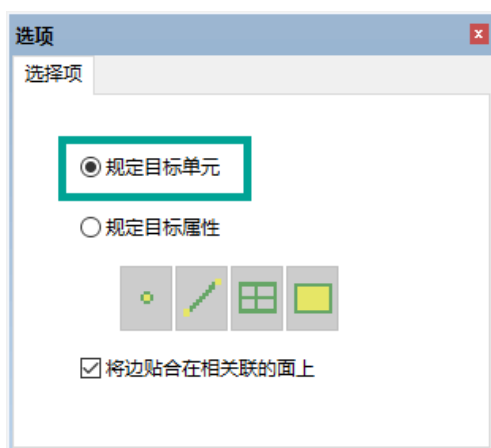 选项
选择项
规定目标单元
规定目标属性
将边贴合在相关联的面上